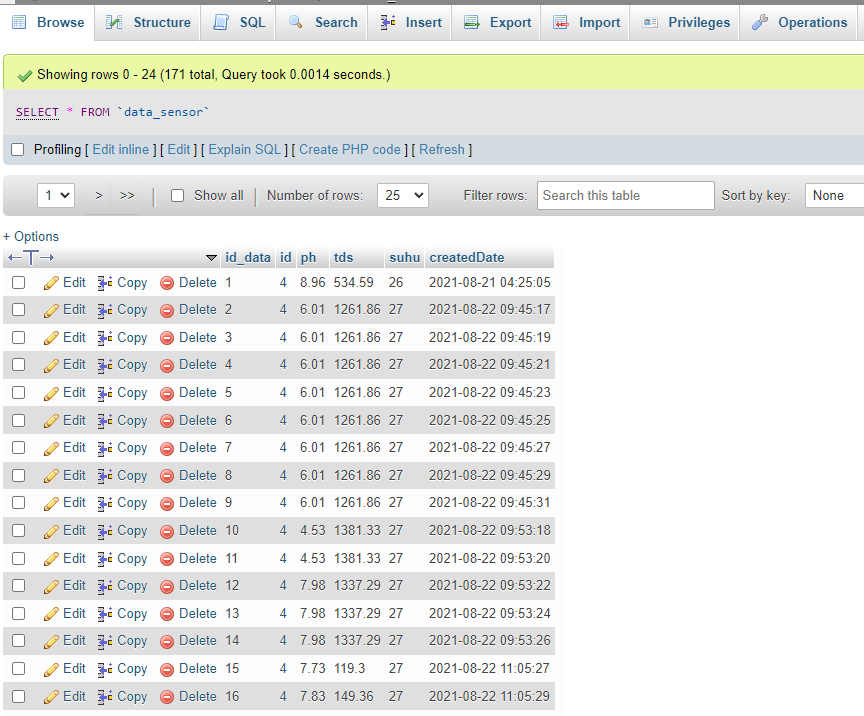 Browse Structure SQL Search Insert Export Import Privileges Operations
Showing rows 0 - 24 (171 total, Query took 0.0014 seconds.)
SELECT * FROM `data_sensor`
Profiling [ Edit inline ] [ Edit ] [ Explain SQL ] [ Create PHP code ] [ Refresh ]
1 > >> | Show all | Number of rows: 25 Filter rows: Search this table Sort by key: None
+ Options
←T→ id_data id ph tds suhu createdDate
Edit Copy Delete 1 4 8.96 534.59 26 2021-08-21 04:25:05
Edit Copy Delete 2 4 6.01 1261.86 27 2021-08-22 09:45:17
Edit Copy Delete 3 4 6.01 1261.86 27 2021-08-22 09:45:19
Edit Copy Delete 4 4 6.01 1261.86 27 2021-08-22 09:45:21
Edit Copy Delete 5 4 6.01 1261.86 27 2021-08-22 09:45:23
Edit Copy Delete 6 4 6.01 1261.86 27 2021-08-22 09:45:25
Edit Copy Delete 7 4 6.01 1261.86 27 2021-08-22 09:45:27
Edit Copy Delete 8 4 6.01 1261.86 27 2021-08-22 09:45:29
Edit Copy Delete 9 4 6.01 1261.86 27 2021-08-22 09:45:31
Edit Copy Delete 10 4 4.53 1381.33 27 2021-08-22 09:53:18
Edit Copy Delete 11 4 4.53 1381.33 27 2021-08-22 09:53:20
Edit Copy Delete 12 4 7.98 1337.29 27 2021-08-22 09:53:22
Edit Copy Delete 13 4 7.98 1337.29 27 2021-08-22 09:53:24
Edit Copy Delete 14 4 7.98 1337.29 27 2021-08-22 09:53:26
Edit Copy Delete 15 4 7.73 119.3 27 2021-08-22 11:05:27
Edit Copy Delete 16 4 7.83 149.36 27 2021-08-22 11:05:29